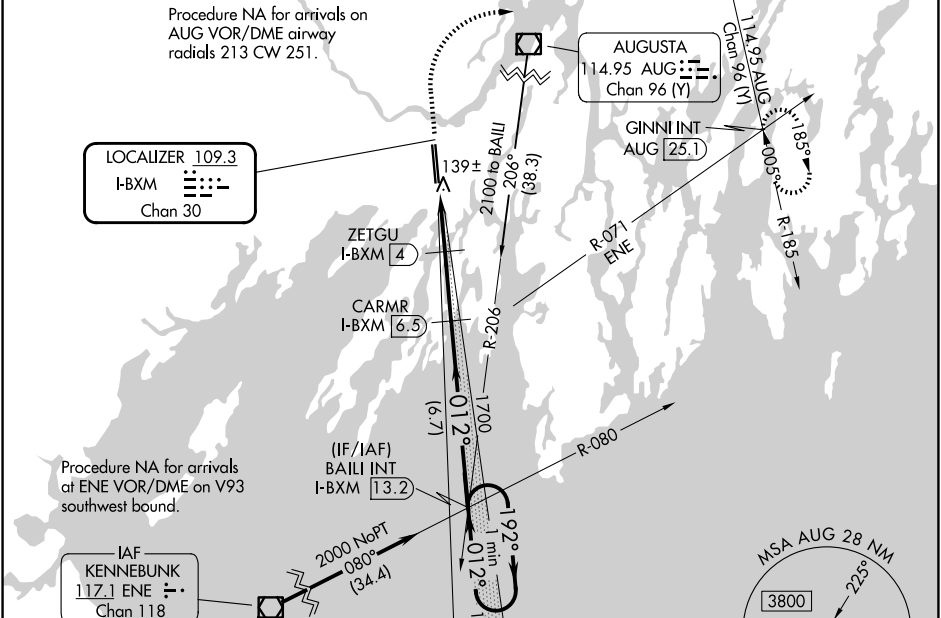 Procedure NA for arrivals on
AUG VOR/DME airway
radials 213 CW 251.
AUGUSTA
114.95 AUG
Chan 96 (Y)
114.95 AUG
Chan 96 (Y)
GINNI INT
AUG 25.1
185°
005°
R-185
LOCALIZER 109.3
I-BXM
Chan 30
139±
2100 to BAILI
206°
(38.3)
R-071
ENE
ZETGU
I-BXM 4
CARMR
I-BXM 6.5
R-206
(6.7)
012°
1700
R-080
(IF/IAF)
BAILI INT
I-BXM 13.2
Procedure NA for arrivals
at ENE VOR/DME on V93
southwest bound.
192°
1 min
012°
2000 NoPT
080°
(34.4)
IAF
KENNEBUNK
117.1 ENE
Chan 118
MSA AUG 28 NM
225°
3800